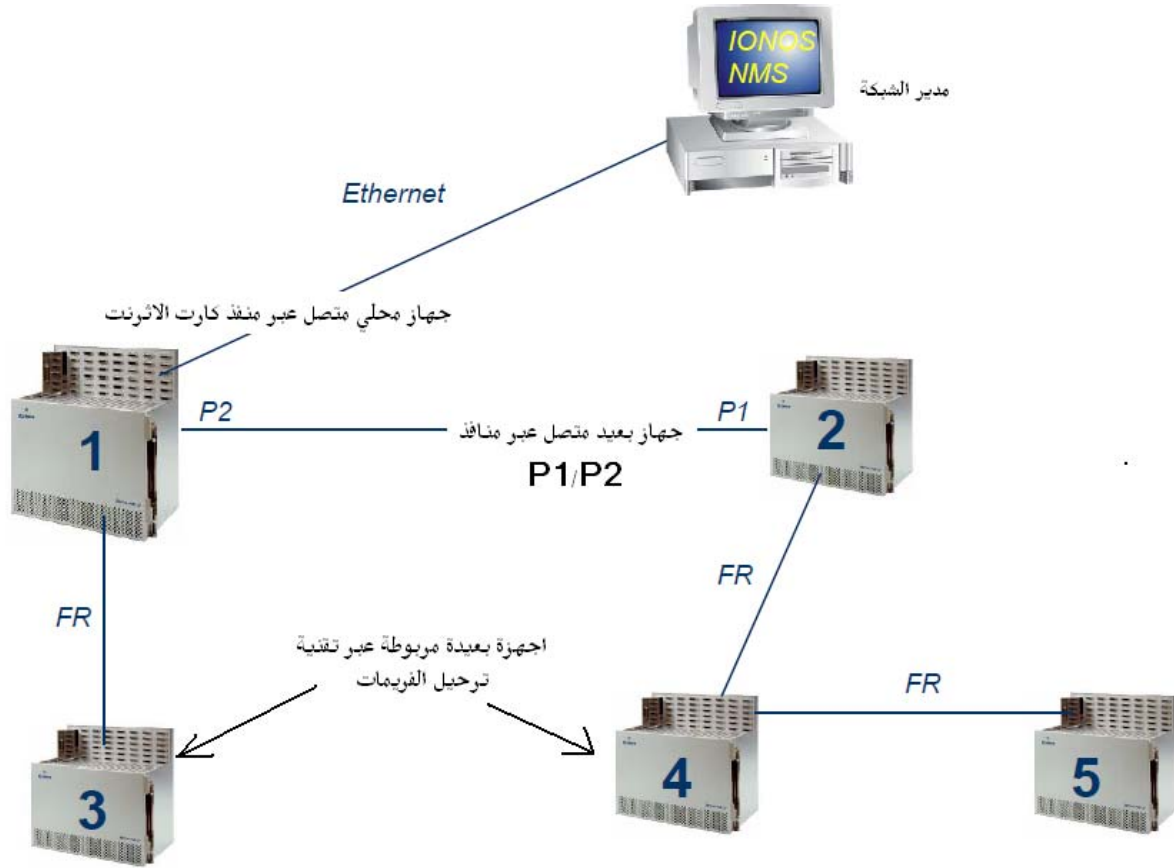 IONOS
NMS
مدير الشبكة
Ethernet
جهاز محلي متصل عبر منفذ كارت الاثرنت
P2
جهاز بعيد متصل عبر منافذ
P1
P1/P2
1
2
FR
FR
اجهزة بعيدة مربوطة عبر تقنية
ترحيل الفريمات
FR
3
4
5